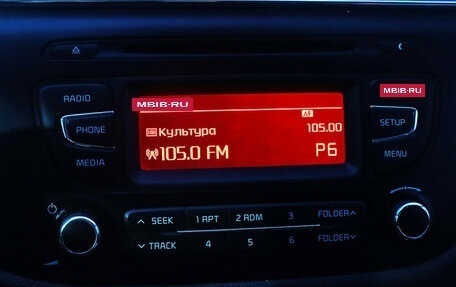 RADIO
MBIB-RU
MBIB-RU
AF
PHONE
Культура
105.00
SETUP
105.0 FM
P6
MEDIA
MENU
SEEK
1 RPT
2 RDM
3
FOLDER
TRACK
4
5
6
FOLDER